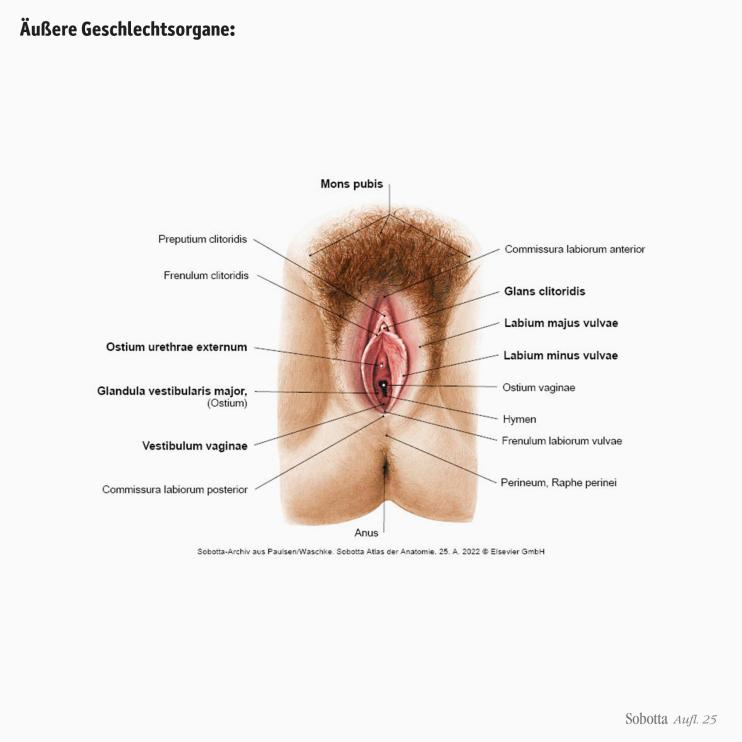 Äußere Geschlechtsorgane:
Mons pubis
Preputium clitoridis
Commissura labiorum anterior
Frenulum clitoridis
Glans clitoridis
Labium majus vulvae
Ostium urethrae externum
Labium minus vulvae
Glandula vestibularis major,
(Ostium)
Ostium vaginae
Hymen
Vestibulum vaginae
Frenulum labiorum vulvae
Commissura labiorum posterior
Perineum, Raphe perinei
Anus
Sobotta-Archiv aus Paulsen/Waschke. Sobotta Atlas der Anatomie. 25. A. 2022 © Elsevier GmbH
Sobotta Aufl. 25